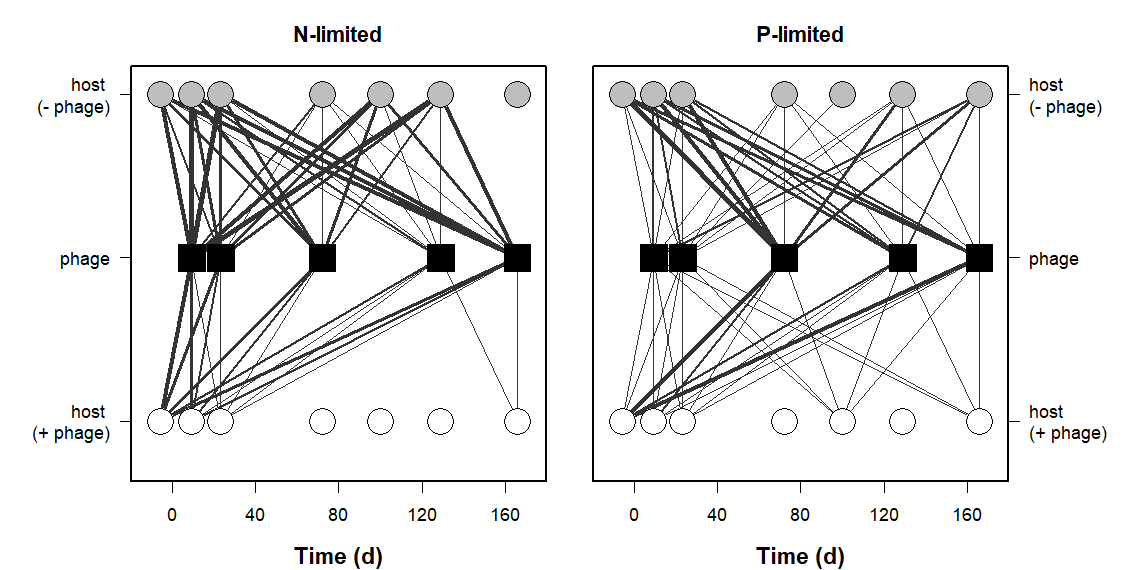 N-limited
P-limited
host
(- phage)
phage
host
(+ phage)
host
(- phage)
phage
host
(+ phage)
0 40 80 120 160
0 40 80 120 160
Time (d)
Time (d)